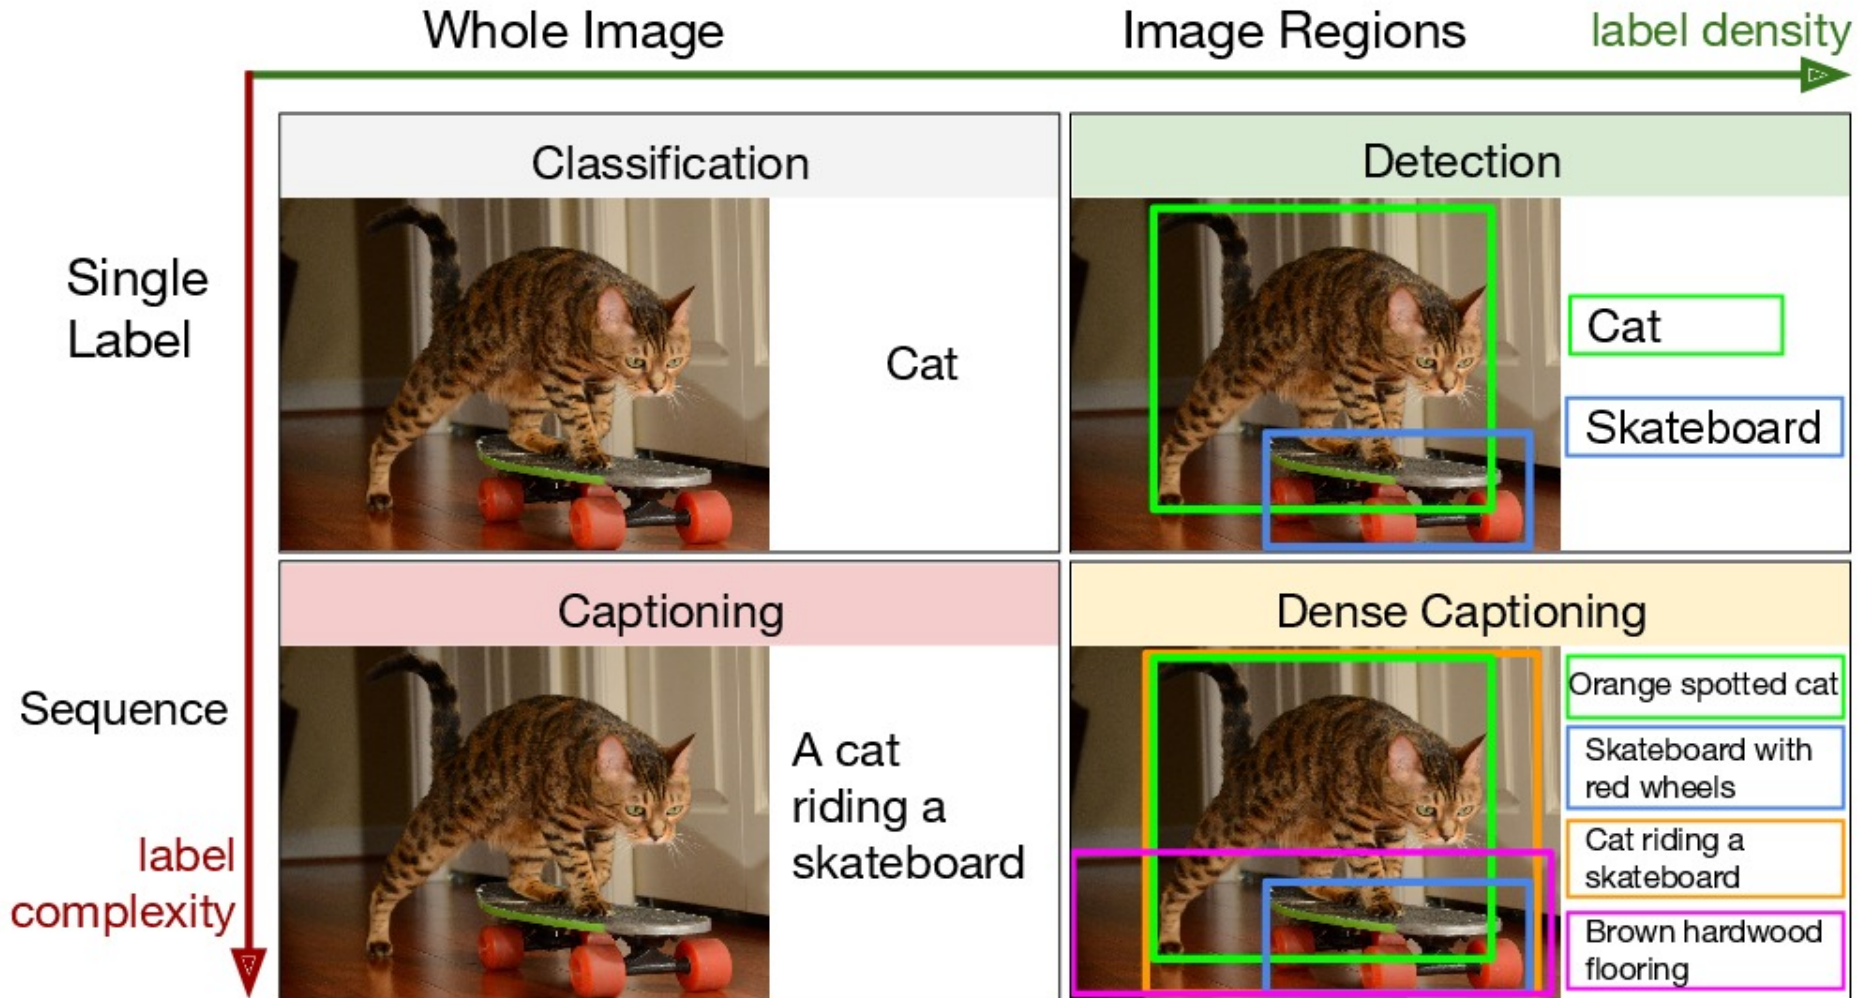 Whole Image
Image Regions
label density
Single
Label
Classification
Cat
Detection
Cat
Skateboard
Sequence
label
complexity
Captioning
A cat
riding a
skateboard
Dense Captioning
Orange spotted cat
Skateboard with
red wheels
Cat riding a
skateboard
Brown hardwood
flooring